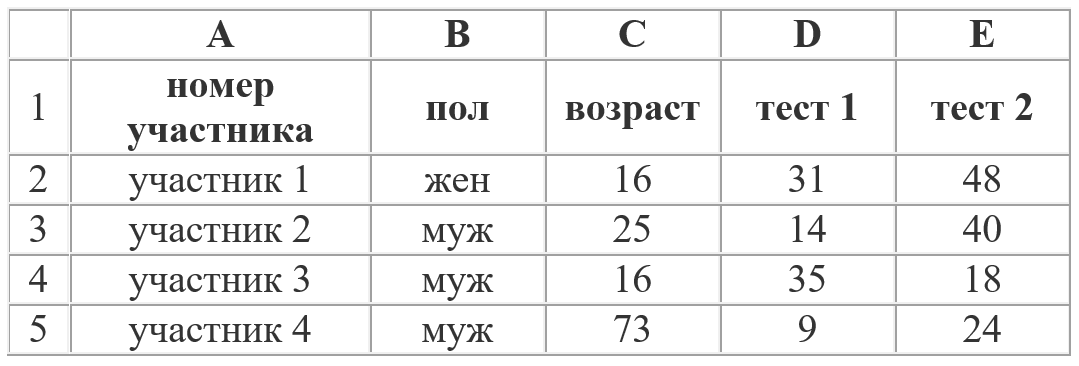 A B C D E
1 номер участника пол возраст тест 1 тест 2
2 участник 1 жен 16 31 48
3 участник 2 муж 25 14 40
4 участник 3 муж 16 35 18
5 участник 4 муж 73 9 24